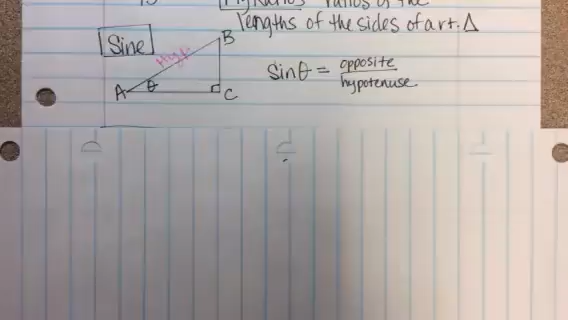 ratios of the
lengths of the sides of a rt. Δ
Sine
Hyp.
B
A
θ
C
sinθ = opposite
hypotenuse